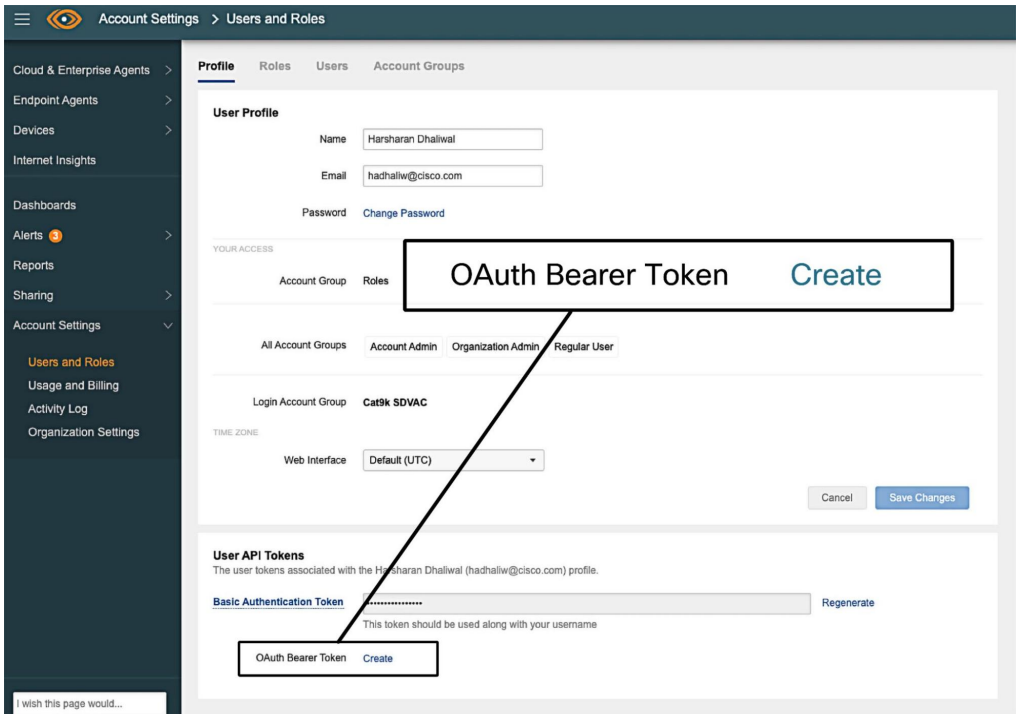 Account Settings > Users and Roles
Cloud & Enterprise Agents >
Endpoint Agents >
Devices >
Internet Insights
Dashboards
Alerts 3 >
Reports
Sharing >
Account Settings
Users and Roles
Usage and Billing
Activity Log
Organization Settings
I wish this page would...
Profile Roles Users Account Groups
User Profile
Name Harsharan Dhaliwal
Email hadhaliw@cisco.com
Password Change Password
YOUR ACCESS
Account Group Roles
OAuth Bearer Token Create
All Account Groups Account Admin Organization Admin Regular User
Login Account Group Cat9k SDVAC
TIME ZONE
Web Interface Default (UTC)
Cancel Save Changes
User API Tokens
The user tokens associated with the Harsharan Dhaliwal (hadhaliw@cisco.com) profile.
Basic Authentication Token ················ Regenerate
This token should be used along with your username
OAuth Bearer Token Create